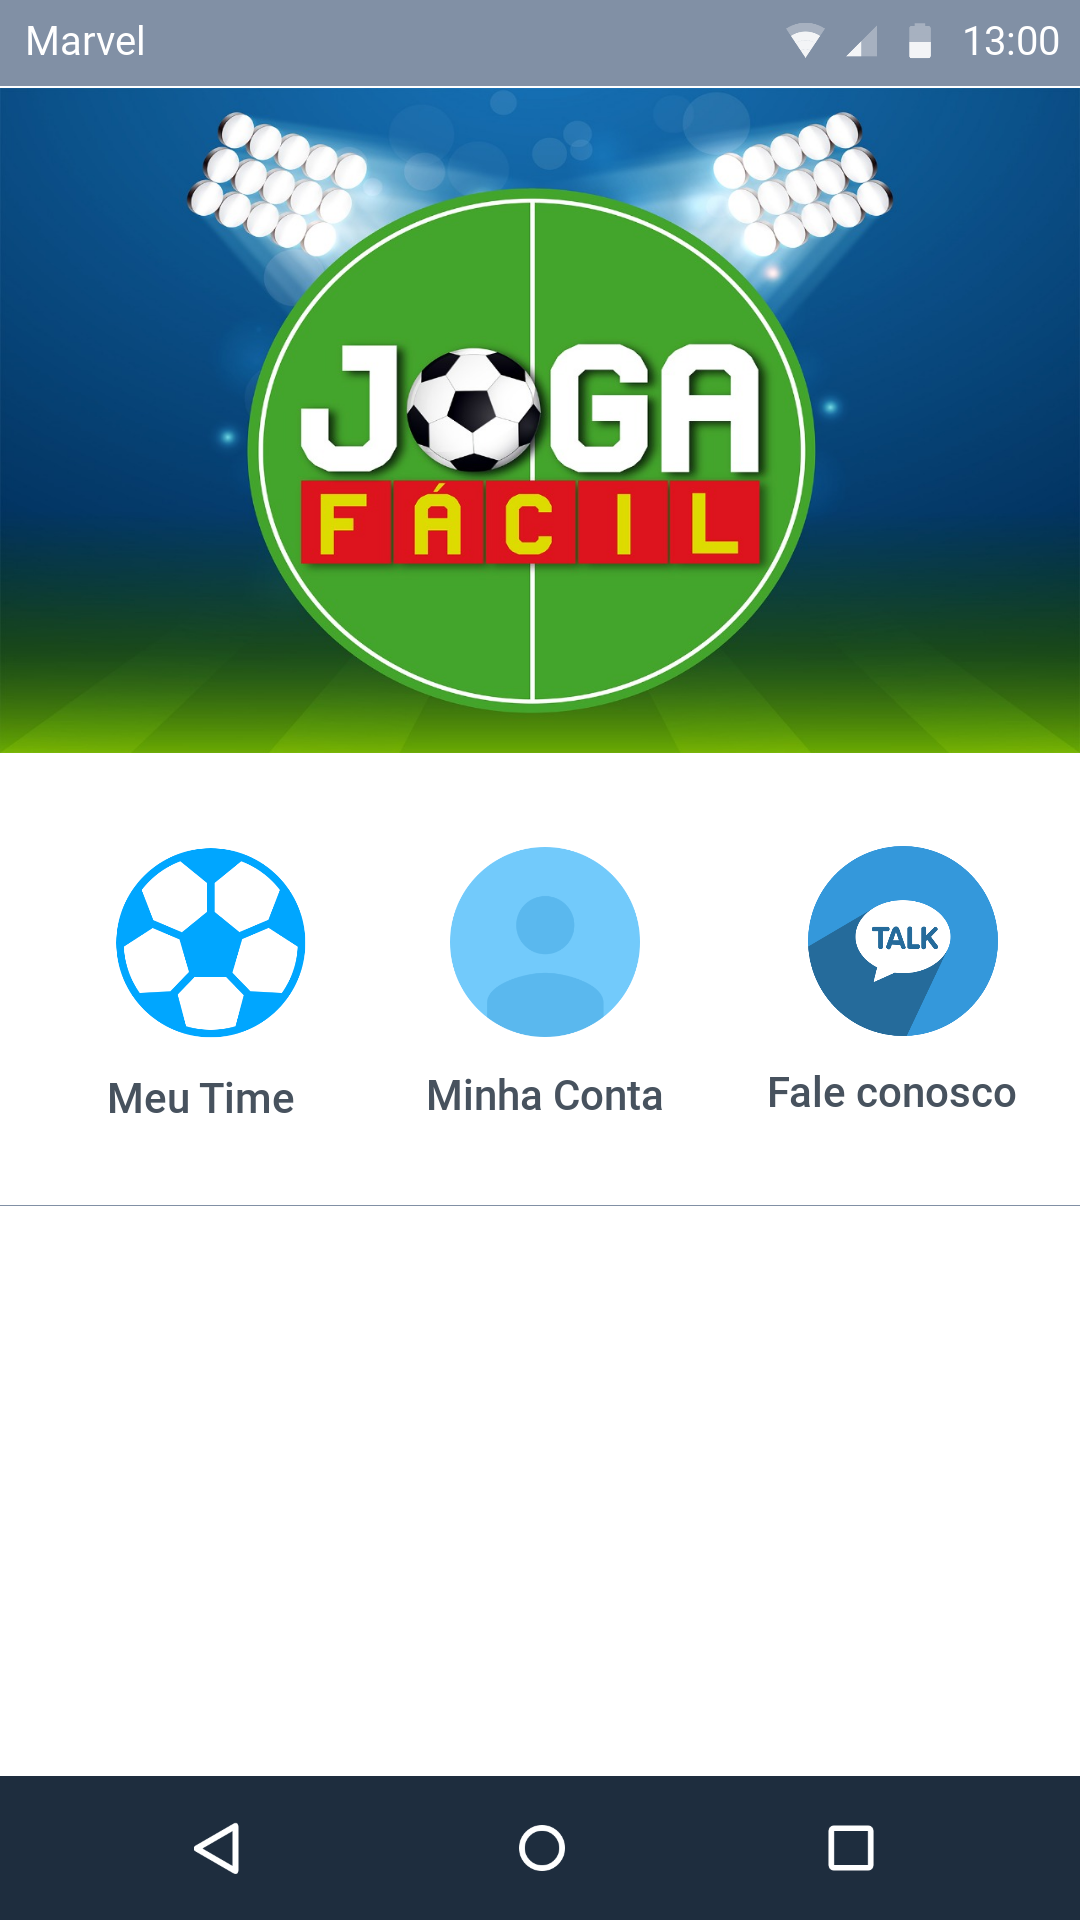 Marvel 13:00
JOGA
FÁCIL
TALK
Meu Time Minha Conta Fale conosco